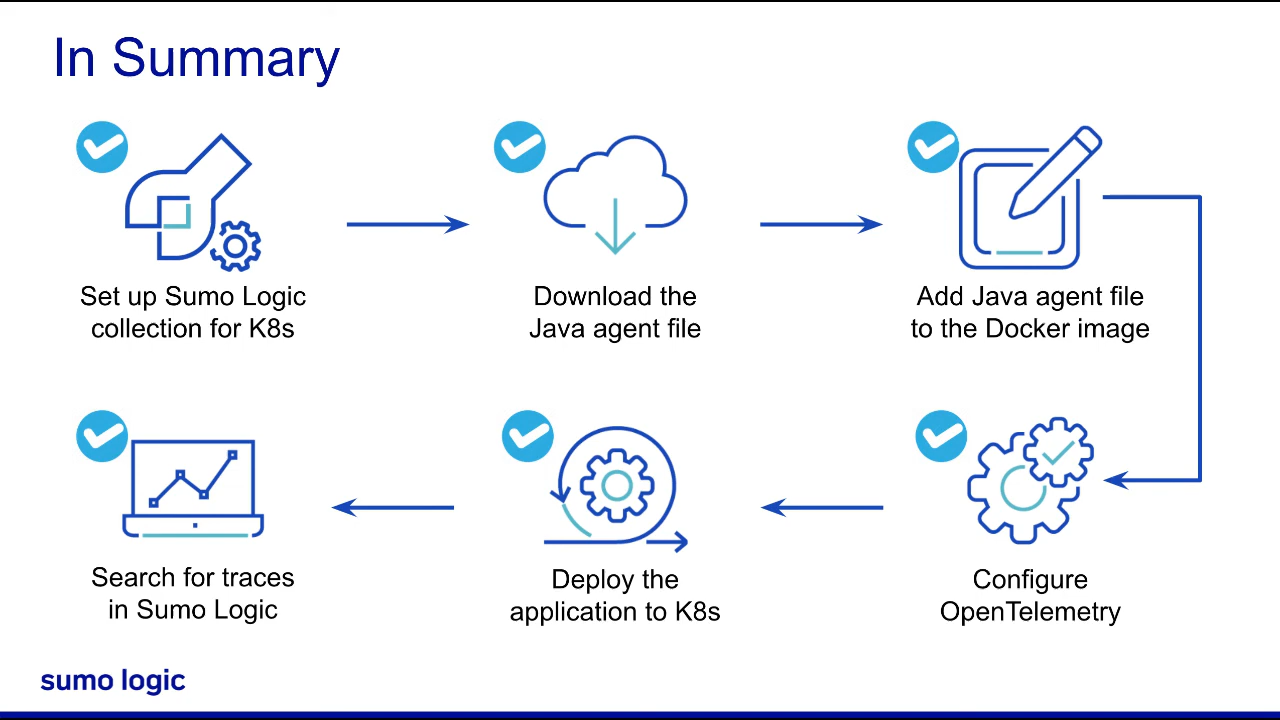 In Summary
Set up Sumo Logic
collection for K8s
Download the
Java agent file
Add Java agent file
to the Docker image
Search for traces
in Sumo Logic
Deploy the
application to K8s
Configure
OpenTelemetry
sumo logic